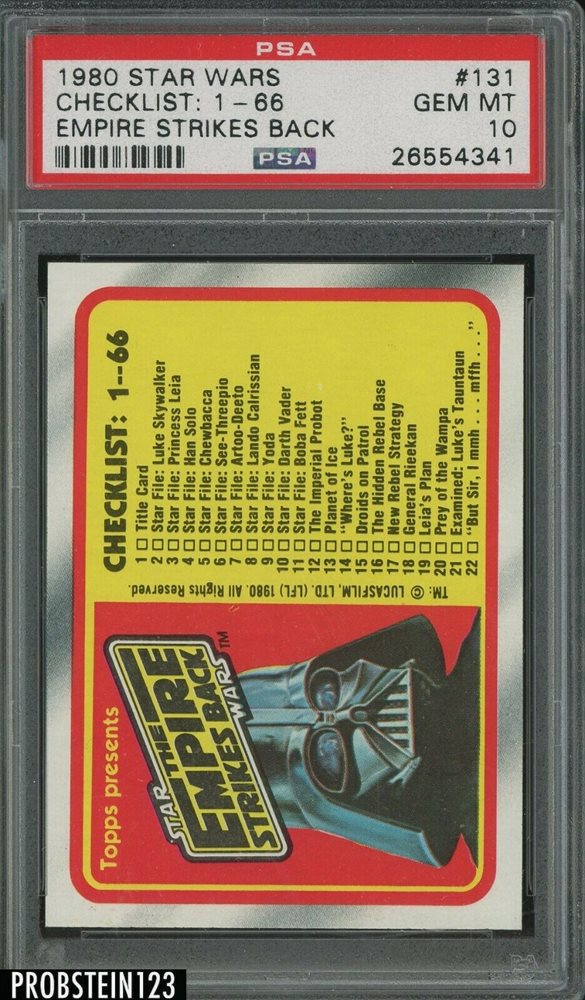 PSA
1980 STAR WARS #131
CHECKLIST: 1 - 66 GEM MT
EMPIRE STRIKES BACK 10
PSA 26554341
Topps presents
STAR THE
EMPIRE
STRIKES BACK
WARS TM
CHECKLIST: 1--66
1 □ Title Card
2 □ Star File: Luke Skywalker
3 □ Star File: Princess Leia
4 □ Star File: Han Solo
5 □ Star File: Chewbacca
6 □ Star File: See-Threepio
7 □ Star File: Artoo-Deeto
8 □ Star File: Lando Calrissian
9 □ Star File: Yoda
10 □ Star File: Darth Vader
11 □ Star File: Boba Fett
12 □ The Imperial Probot
13 □ Planet of Ice
14 □ "Where's Luke?"
15 □ Droids on Patrol
16 □ The Hidden Rebel Base
17 □ New Rebel Strategy
18 □ General Rieekan
19 □ Leia's Plan
20 □ Prey of the Wampa
21 □ Examined: Luke's Tauntaun
22 □ "But Sir, I mmh . . . mffh . . ."
TM: © LUCASFILM, LTD. (LFL) 1980. All Rights Reserved.
PROBSTEIN123